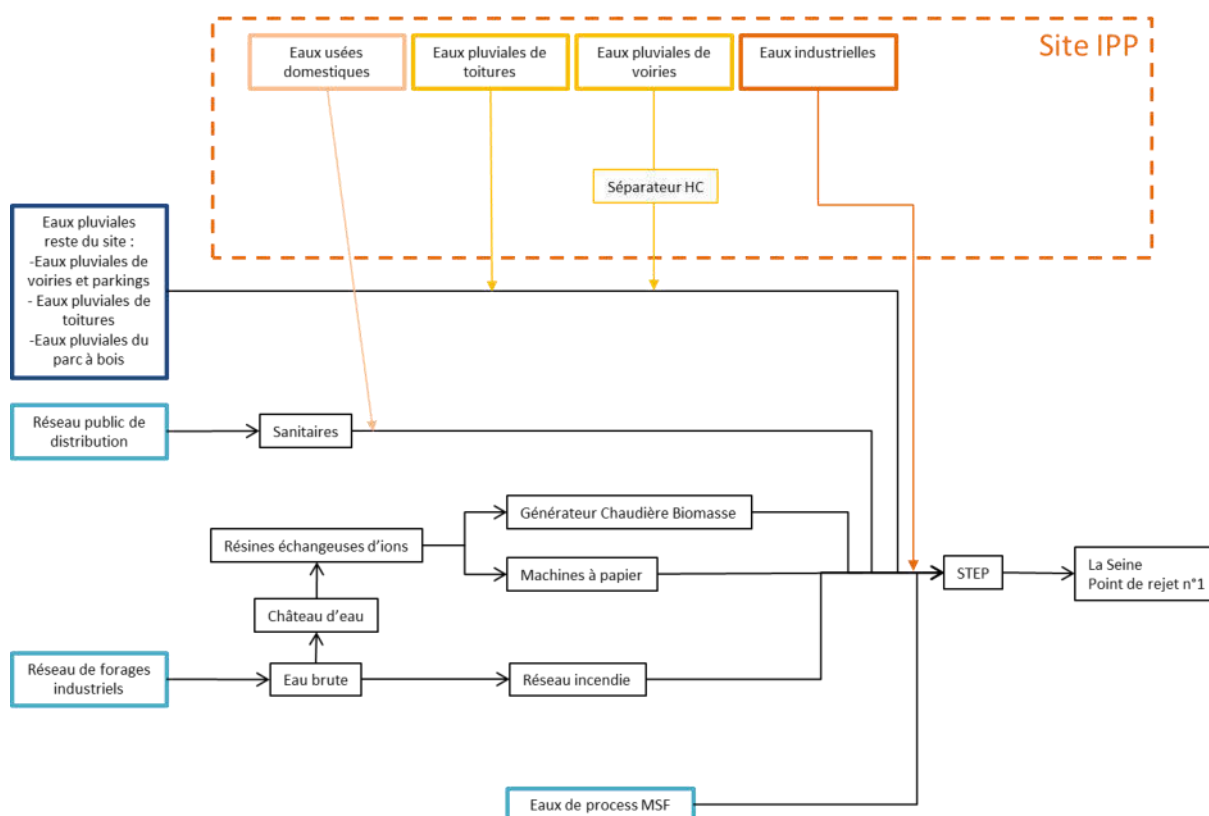 Site IPP
Eaux usées
domestiques
Eaux pluviales de
toitures
Eaux pluviales de
voiries
Eaux industrielles
Séparateur HC
Eaux pluviales
reste du site :
-Eaux pluviales de
voiries et parkings
- Eaux pluviales de
toitures
-Eaux pluviales du
parc à bois
Réseau public de
distribution
Sanitaires
Générateur Chaudière Biomasse
Résines échangeuses d'ions
Machines à papier
STEP
La Seine
Point de rejet n°1
Château d'eau
Réseau de forages
industriels
Eau brute
Réseau incendie
Eaux de process MSF